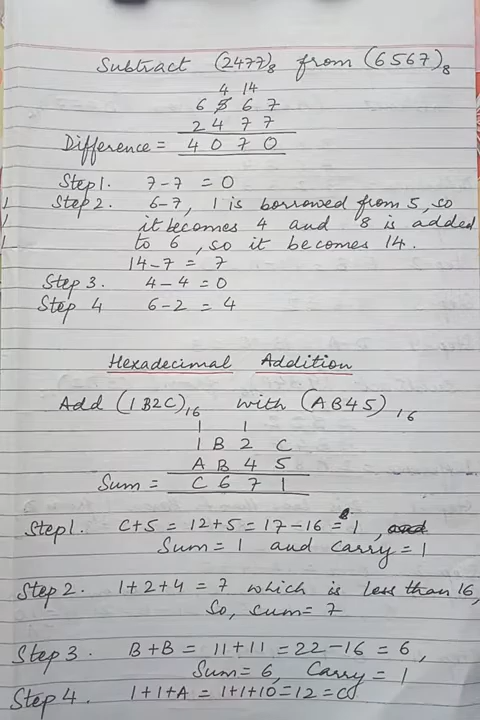 Subtract (2477)8 from (6567)8
4 14
6 5 6 7
2 4 7 7
Difference = 4 0 7 0
Step 1. 7-7 = 0
Step 2. 6-7, 1 is borrowed from 5, so
it becomes 4 and 8 is added
to 6, so it becomes 14.
14-7 = 7
Step 3. 4-4 = 0
Step 4 6-2 = 4
Hexadecimal Addition
Add (1B2C)16 with (AB45)16
1 1
1 B 2 C
A B 4 5
Sum = C 6 7 1
Step 1. C+5 = 12+5 = 17-16 = 1, and
Sum = 1 and carry = 1
Step 2. 1+2+4 = 7 which is less than 16,
So, sum = 7
Step 3. B+B = 11+11 = 22-16 = 6,
Sum = 6, Carry = 1
Step 4. 1+1+A = 1+1+10 = 12 = C